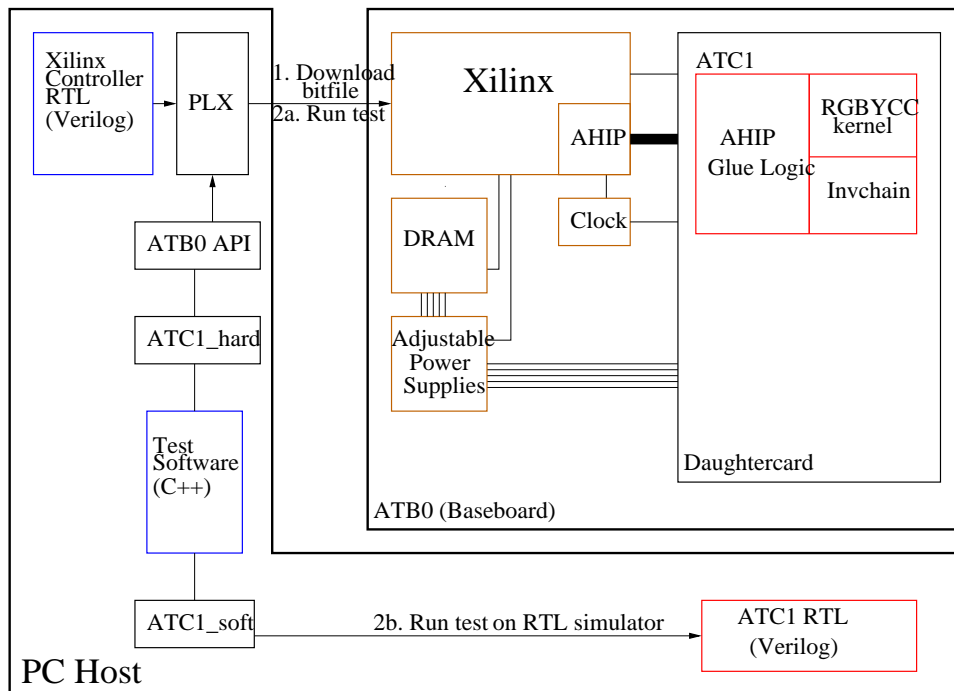 Xilinx
Controller
RTL
(Verilog)
PLX
1. Download
bitfile
2a. Run test
Xilinx
AHIP
ATC1
AHIP
Glue Logic
RGBYCC
kernel
Invchain
Clock
DRAM
Adjustable
Power
Supplies
Daughtercard
ATB0 (Baseboard)
ATB0 API
ATC1_hard
Test
Software
(C++)
ATC1_soft
2b. Run test on RTL simulator
ATC1 RTL
(Verilog)
PC Host